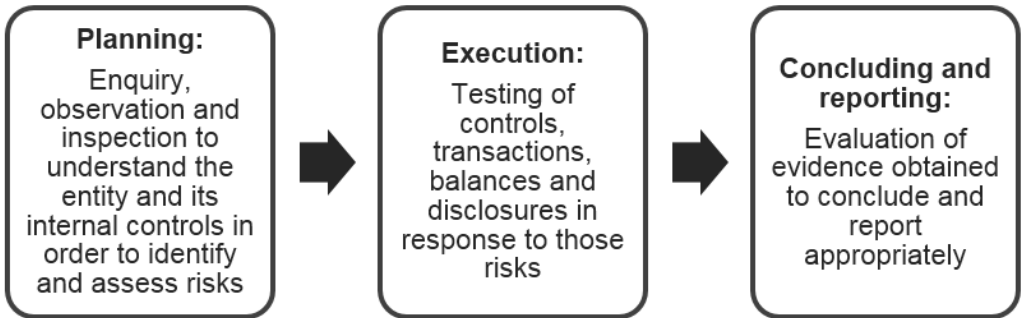 Planning:
Enquiry,
observation and
inspection to
understand the
entity and its
internal controls in
order to identify
and assess risks
Execution:
Testing of
controls,
transactions,
balances and
disclosures in
response to those
risks
Concluding and
reporting:
Evaluation of
evidence obtained
to conclude and
report
appropriately